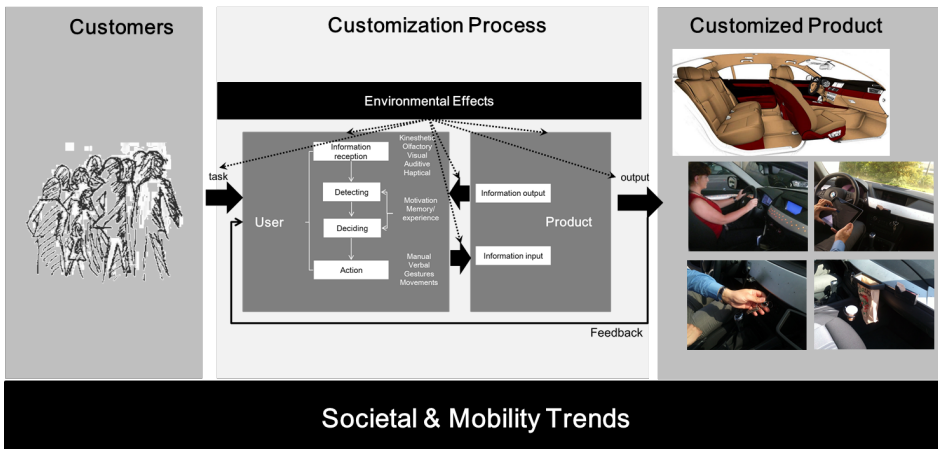 Customers
Customization Process
Customized Product
Environmental Effects
task
User
Information
reception
Detecting
Deciding
Action
Kinesthetic
Olfactory
Visual
Auditive
Haptical
Motivation
Memory/
experience
Manual
Verbal
Gestures
Movements
Information output
Product
Information input
output
Feedback
Societal & Mobility Trends